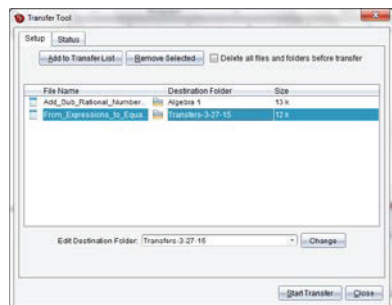 Transfer Tool
Setup Status
Add to Transfer List Remove Selected Delete all files and folders before transfer
File Name Destination Folder Size
Add_Sub_Rational_Number... Algebra 1 13 k
From_Expressions_to_Equa... Transfers-3-27-15 12 k
Edit Destination Folder: Transfers-3-27-15 Change
Start Transfer Close